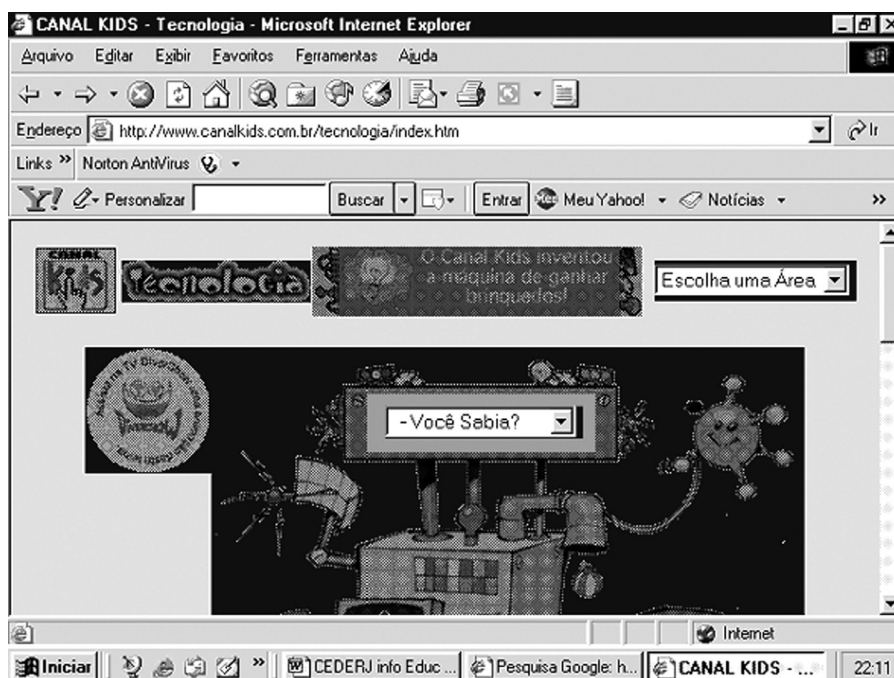 CANAL KIDS - Tecnologia - Microsoft Internet Explorer
Arquivo Editar Exibir Favoritos Ferramentas Ajuda
Endereço http://www.canalkids.com.br/tecnologia/index.htm Ir
Links » Norton AntiVirus
Y! Personalizar Buscar Entrar Meu Yahoo! Notícias »
CANAL Kids Tecnologia O Canal Kids inventou a máquina de ganhar brinquedos! Escolha uma Área
- Você Sabia?
Internet
Iniciar » CEDERJ info Educ ... Pesquisa Google: h... CANAL KIDS - ... 22:11